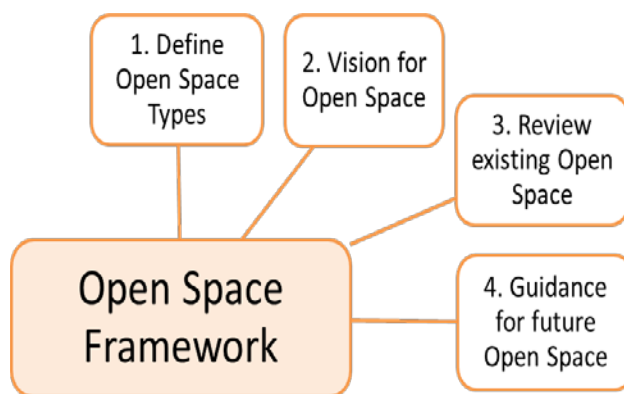 1. Define
Open Space
Types
2. Vision for
Open Space
3. Review
existing Open
Space
Open Space
Framework
4. Guidance
for future
Open Space